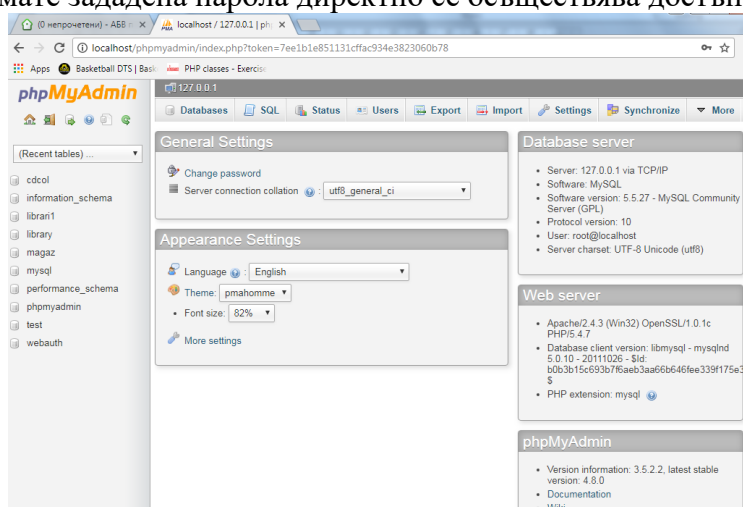 мате зададена парола директно се осъществява достъп
(0 непрочетени) - АБВ п
localhost / 127.0.0.1 | ph
localhost/phpmyadmin/index.php?token=7ee1b1e851131cffac934e3823060b78
Apps Basketball DTS | Bask PHP classes - Exercise
phpMyAdmin
127.0.0.1
Databases SQL Status Users Export Import Settings Synchronize More
(Recent tables) ...
cdcol
information_schema
librari1
library
magaz
mysql
performance_schema
phpmyadmin
test
webauth
General Settings
Change password
Server connection collation : utf8_general_ci
Appearance Settings
Language : English
Theme: pmahomme
Font size: 82%
More settings
Database server
Server: 127.0.0.1 via TCP/IP
Software: MySQL
Software version: 5.5.27 - MySQL Community
Server (GPL)
Protocol version: 10
User: root@localhost
Server charset: UTF-8 Unicode (utf8)
Web server
Apache/2.4.3 (Win32) OpenSSL/1.0.1c
PHP/5.4.7
Database client version: libmysql - mysqlnd
5.0.10 - 20111026 - $Id:
b0b3b15c693b7f6aeb3aa66b646fee339f175e3
$
PHP extension: mysql
phpMyAdmin
Version information: 3.5.2.2, latest stable
version: 4.8.0
Documentation
Wiki